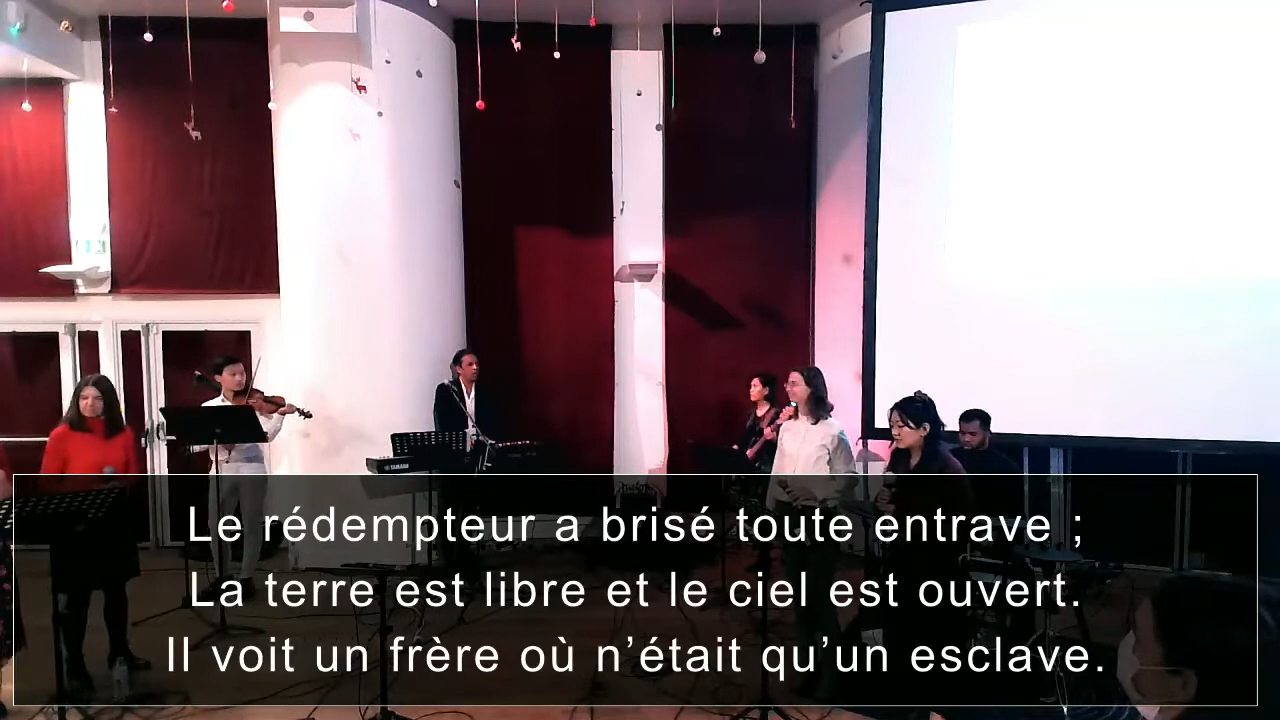 YAMAHA
Le rédempteur a brisé toute entrave ;
La terre est libre et le ciel est ouvert.
Il voit un frère où n’était qu’un esclave.